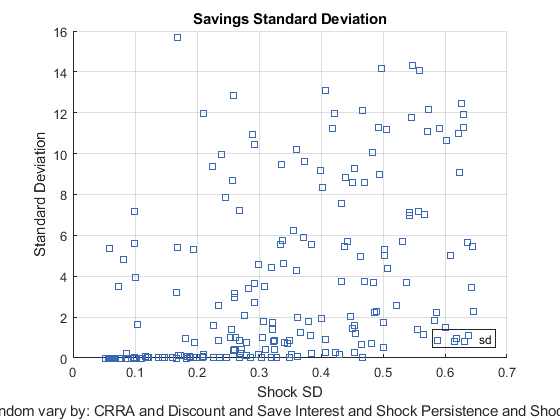 Savings Standard Deviation
16
14
12
10
8
6
4
2
0
Standard Deviation
sd
0 0.1 0.2 0.3 0.4 0.5 0.6 0.7
Shock SD
ndom vary by: CRRA and Discount and Save Interest and Shock Persistence and Sho